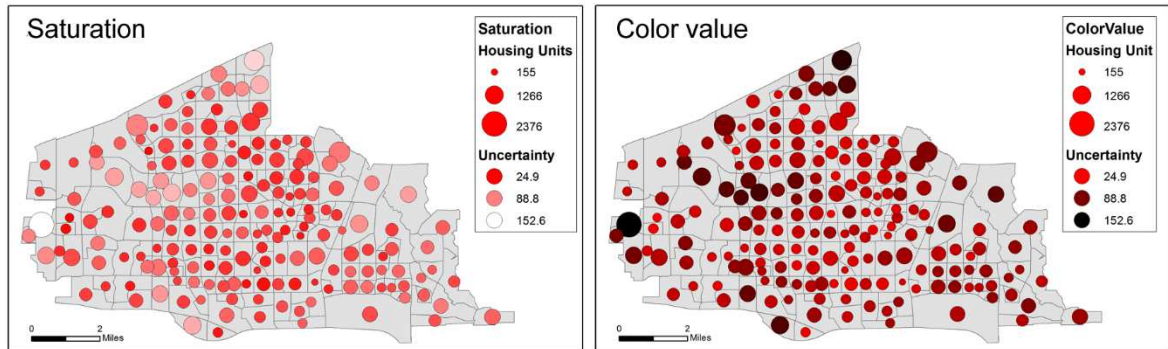 Saturation
Saturation
Housing Units
155
1266
2376
Uncertainty
24.9
88.8
152.6
0 2
Miles
Color value
ColorValue
Housing Unit
155
1266
2376
Uncertainty
24.9
88.8
152.6
0 2
Miles